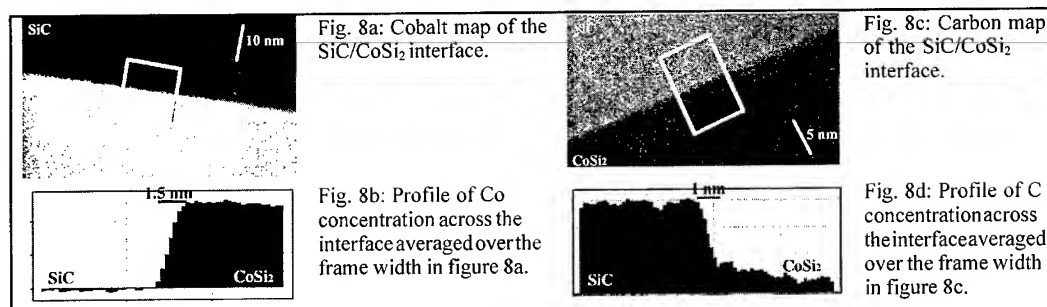 SiC
10 nm
Fig. 8a: Cobalt map of the
SiC/CoSi₂ interface.
1.5 nm
SiC
CoSi₂
Fig. 8b: Profile of Co
concentration across the
interface averaged over the
frame width in figure 8a.
5 nm
CoSi₂
Fig. 8c: Carbon map
of the SiC/CoSi₂
interface.
1 nm
SiC
CoSi₂
Fig. 8d: Profile of C
concentration across
the interface averaged
over the frame width
in figure 8c.